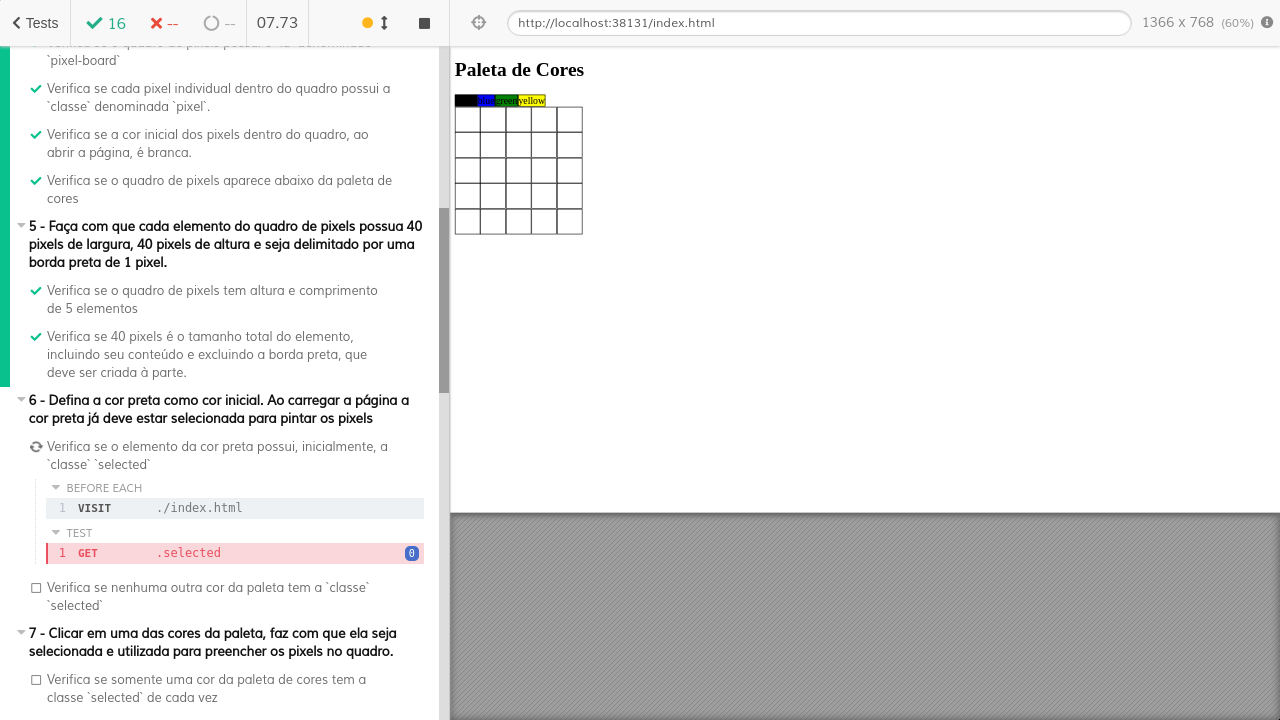 Tests 16 -- -- 07.73 http://localhost:38131/index.html 1366 x 768 (60%)
`pixel-board`
Verifica se cada pixel individual dentro do quadro possui a
`classe` denominada `pixel`.
Verifica se a cor inicial dos pixels dentro do quadro, ao
abrir a página, é branca.
Verifica se o quadro de pixels aparece abaixo da paleta de
cores
5 - Faça com que cada elemento do quadro de pixels possua 40
pixels de largura, 40 pixels de altura e seja delimitado por uma
borda preta de 1 pixel.
Verifica se o quadro de pixels tem altura e comprimento
de 5 elementos
Verifica se 40 pixels é o tamanho total do elemento,
incluindo seu conteúdo e excluindo a borda preta, que
deve ser criada à parte.
6 - Defina a cor preta como cor inicial. Ao carregar a página a
cor preta já deve estar selecionada para pintar os pixels
Verifica se o elemento da cor preta possui, inicialmente, a
`classe` `selected`
BEFORE EACH
1 VISIT ./index.html
TEST
1 GET .selected 0
Verifica se nenhuma outra cor da paleta tem a `classe`
`selected`
7 - Clicar em uma das cores da paleta, faz com que ela seja
selecionada e utilizada para preencher os pixels no quadro.
Verifica se somente uma cor da paleta de cores tem a
classe `selected` de cada vez
Paleta de Cores
green yellow